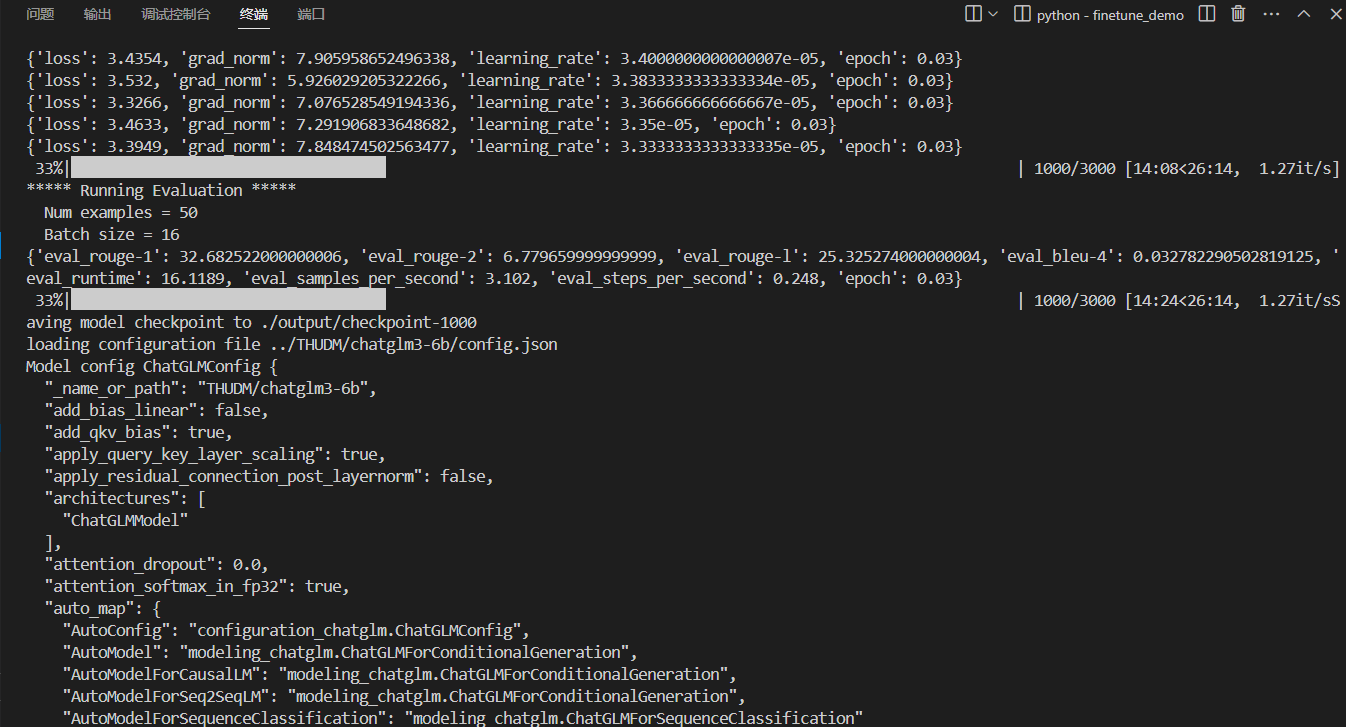 问题 输出 调试控制台 终端 端口 python - finetune_demo
{'loss': 3.4354, 'grad_norm': 7.905958652496338, 'learning_rate': 3.4000000000000007e-05, 'epoch': 0.03}
{'loss': 3.532, 'grad_norm': 5.926029205322266, 'learning_rate': 3.3833333333333334e-05, 'epoch': 0.03}
{'loss': 3.3266, 'grad_norm': 7.076528549194336, 'learning_rate': 3.366666666666667e-05, 'epoch': 0.03}
{'loss': 3.4633, 'grad_norm': 7.291906833648682, 'learning_rate': 3.35e-05, 'epoch': 0.03}
{'loss': 3.3949, 'grad_norm': 7.848474502563477, 'learning_rate': 3.3333333333333335e-05, 'epoch': 0.03}
33%| | 1000/3000 [14:08<26:14, 1.27it/s]
***** Running Evaluation *****
Num examples = 50
Batch size = 16
{'eval_rouge-1': 32.682522000000006, 'eval_rouge-2': 6.779659999999999, 'eval_rouge-l': 25.325274000000004, 'eval_bleu-4': 0.032782290502819125, '
eval_runtime': 16.1189, 'eval_samples_per_second': 3.102, 'eval_steps_per_second': 0.248, 'epoch': 0.03}
33%| | 1000/3000 [14:24<26:14, 1.27it/sS
aving model checkpoint to ./output/checkpoint-1000
loading configuration file ../THUDM/chatglm3-6b/config.json
Model config ChatGLMConfig {
"_name_or_path": "THUDM/chatglm3-6b",
"add_bias_linear": false,
"add_qkv_bias": true,
"apply_query_key_layer_scaling": true,
"apply_residual_connection_post_layernorm": false,
"architectures": [
"ChatGLMModel"
],
"attention_dropout": 0.0,
"attention_softmax_in_fp32": true,
"auto_map": {
"AutoConfig": "configuration_chatglm.ChatGLMConfig",
"AutoModel": "modeling_chatglm.ChatGLMForConditionalGeneration",
"AutoModelForCausalLM": "modeling_chatglm.ChatGLMForConditionalGeneration",
"AutoModelForSeq2SeqLM": "modeling_chatglm.ChatGLMForConditionalGeneration",
"AutoModelForSequenceClassification": "modeling_chatglm.ChatGLMForSequenceClassification"